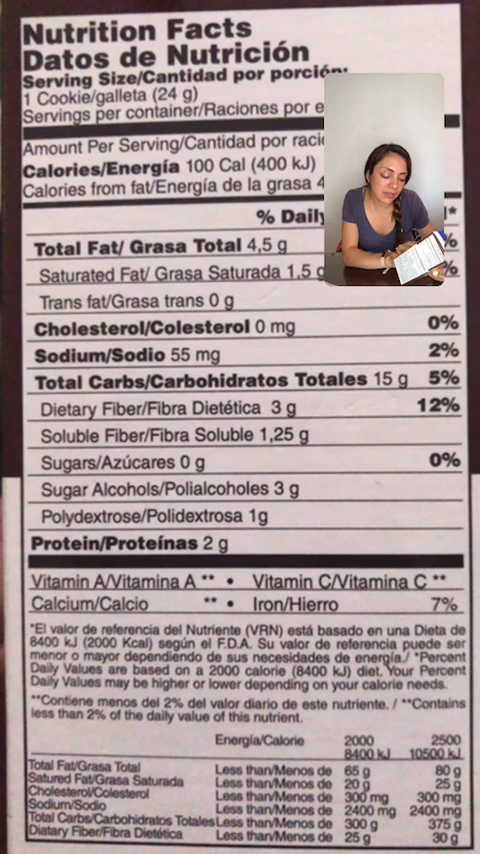 Nutrition Facts
Datos de Nutrición
Serving Size/Cantidad por porción:
1 Cookie/galleta (24 g)
Servings per container/Raciones por
Amount Per Serving/Cantidad por
Calories/Energía 100 Cal (400 kJ)
Calories from fat/Energía de la grasa
% Daily *
Total Fat/ Grasa Total 4,5 g %
Saturated Fat/ Grasa Saturada 1,5 g %
Trans fat/Grasa trans 0 g
Cholesterol/Colesterol 0 mg 0%
Sodium/Sodio 55 mg 2%
Total Carbs/Carbohidratos Totales 15 g 5%
Dietary Fiber/Fibra Dietética 3 g 12%
Soluble Fiber/Fibra Soluble 1,25 g
Sugars/Azúcares 0 g 0%
Sugar Alcohols/Polialcoholes 3 g
Polydextrose/Polidextrosa 1g
Protein/Proteínas 2 g
Vitamin A/Vitamina A ** • Vitamin C/Vitamina C **
Calcium/Calcio ** • Iron/Hierro 7%
*El valor de referencia del Nutriente (VRN) está basado en una Dieta de
8400 kJ (2000 Kcal) según el F.D.A. Su valor de referencia puede ser
menor o mayor dependiendo de sus necesidades de energía./ *Percent
Daily Values are based on a 2000 calorie (8400 kJ) diet. Your Percent
Daily Values may be higher or lower depending on your calorie needs.
**Contiene menos del 2% del valor diario de este nutriente. / **Contains
less than 2% of the daily value of this nutrient.
Energía/Calorie 2000 2500
8400 kJ 10500 kJ
Total Fat/Grasa Total Less than/Menos de 65 g 80 g
Satured Fat/Grasa Saturada Less than/Menos de 20 g 25 g
Cholesterol/Colesterol Less than/Menos de 300 mg 300 mg
Sodium/Sodio Less than/Menos de 2400 mg 2400 mg
Total Carbs/Carbohidratos Totales Less than/Menos de 300 g 375 g
Diatary Fiber/Fibra Dietética Less than/Menos de 25 g 30 g